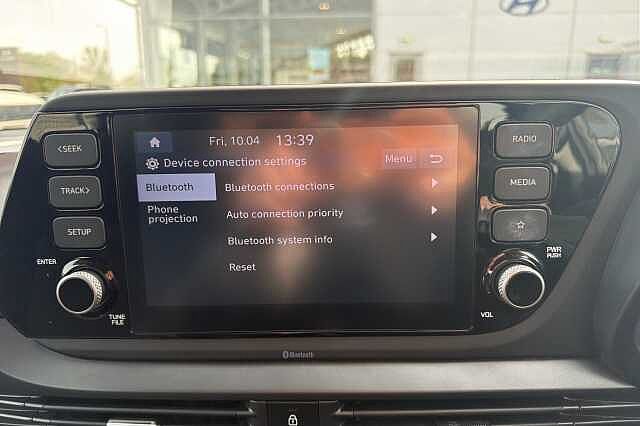 <SEEK
TRACK>
SETUP
ENTER
TUNE
FILE
Fri, 10.04 13:39
Device connection settings
Menu
Bluetooth
Phone
projection
Bluetooth connections
Auto connection priority
Bluetooth system info
Reset
RADIO
MEDIA
PWR
PUSH
VOL
Bluetooth